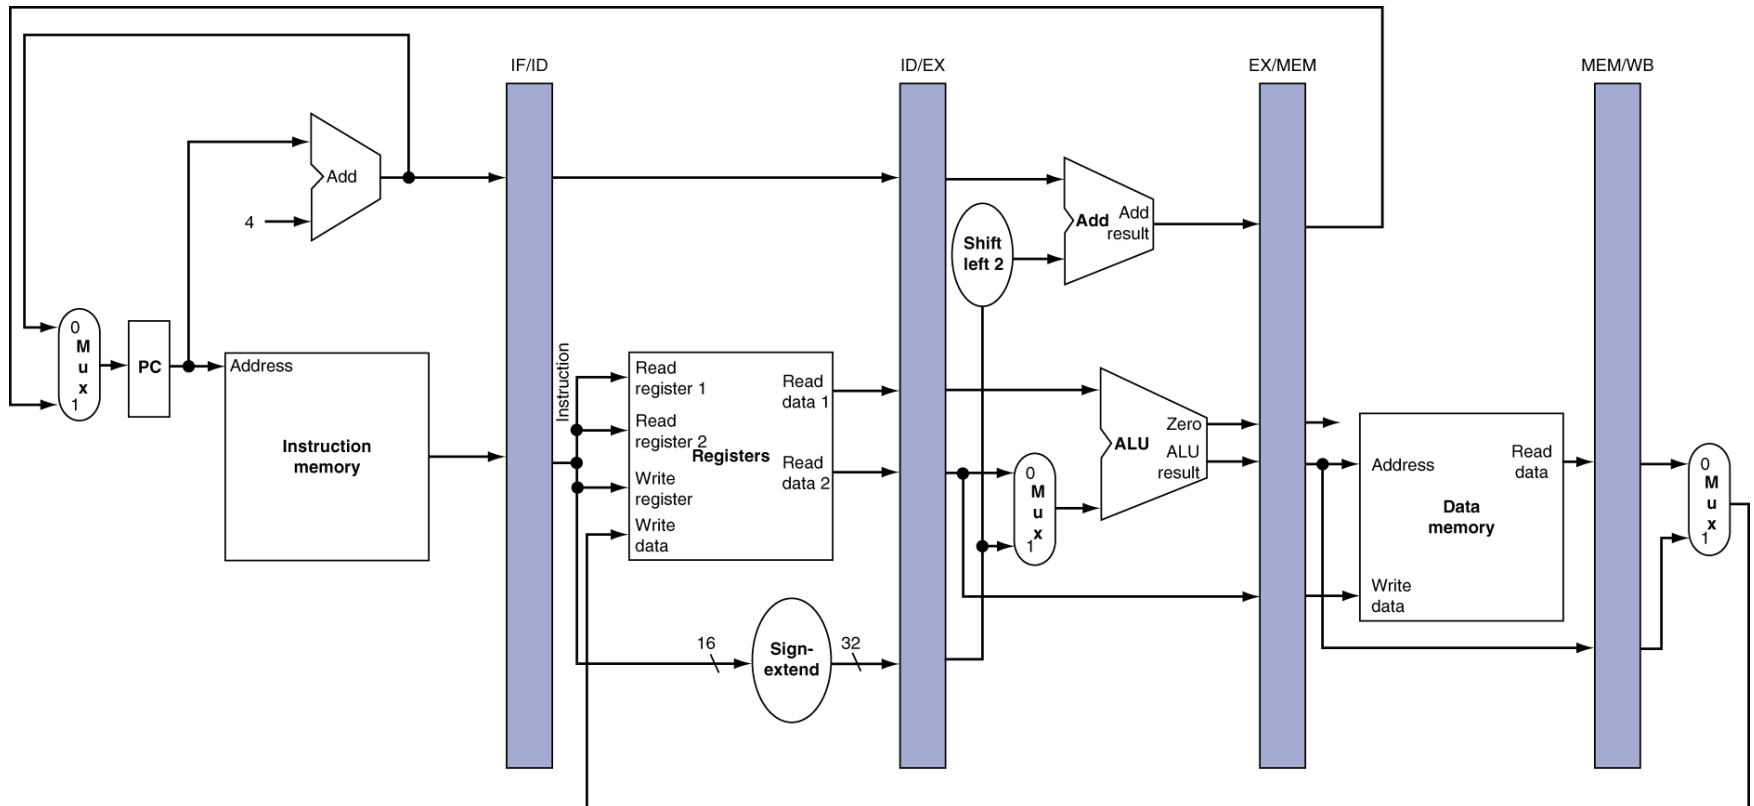 IF/ID
ID/EX
EX/MEM
MEM/WB
Add
4
Add
Add
result
Shift
left 2
0
M
u
x
1
PC
Address
Instruction
memory
Instruction
Read
register 1
Read
register 2
Write
register
Write
data
Registers
Read
data 1
Read
data 2
16
Sign-
extend
32
0
M
u
x
1
ALU
Zero
ALU
result
Address
Read
data
Data
memory
Write
data
0
M
u
x
1